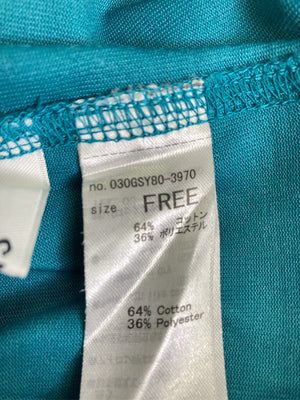 no. 030GSY80-3970
size FREE
64% コットン
36% ポリエステル
64% Cotton
36% Polyester